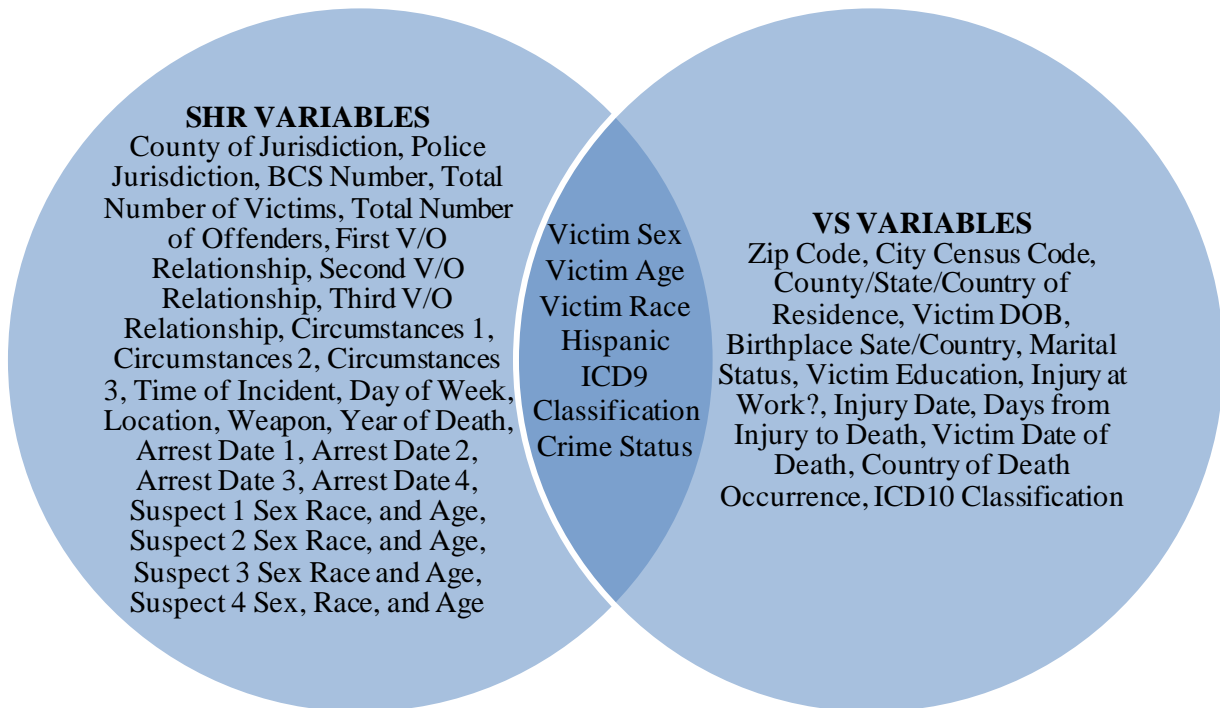 SHR VARIABLES
County of Jurisdiction, Police
Jurisdiction, BCS Number, Total
Number of Victims, Total Number
of Offenders, First V/O
Relationship, Second V/O
Relationship, Third V/O
Relationship, Circumstances 1,
Circumstances 2, Circumstances
3, Time of Incident, Day of Week,
Location, Weapon, Year of Death,
Arrest Date 1, Arrest Date 2,
Arrest Date 3, Arrest Date 4,
Suspect 1 Sex Race, and Age,
Suspect 2 Sex Race, and Age,
Suspect 3 Sex Race and Age,
Suspect 4 Sex, Race, and Age
Victim Sex
Victim Age
Victim Race
Hispanic
ICD9
Classification
Crime Status
VS VARIABLES
Zip Code, City Census Code,
County/State/Country of
Residence, Victim DOB,
Birthplace Sate/Country, Marital
Status, Victim Education, Injury at
Work?, Injury Date, Days from
Injury to Death, Victim Date of
Death, Country of Death
Occurrence, ICD10 Classification